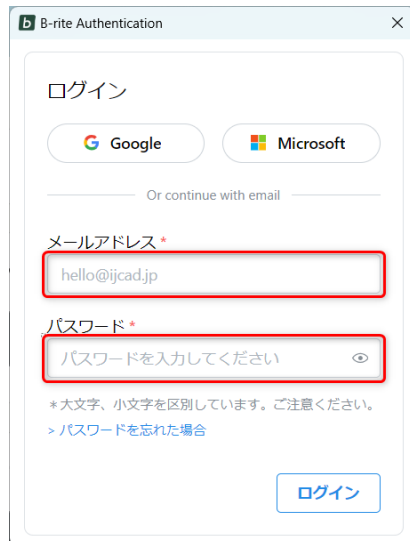 B-rite Authentication
ログイン
Google
Microsoft
Or continue with email
メールアドレス *
hello@ijcad.jp
パスワード *
パスワードを入力してください
*大文字、小文字を区別しています。ご注意ください。
> パスワードを忘れた場合
ログイン